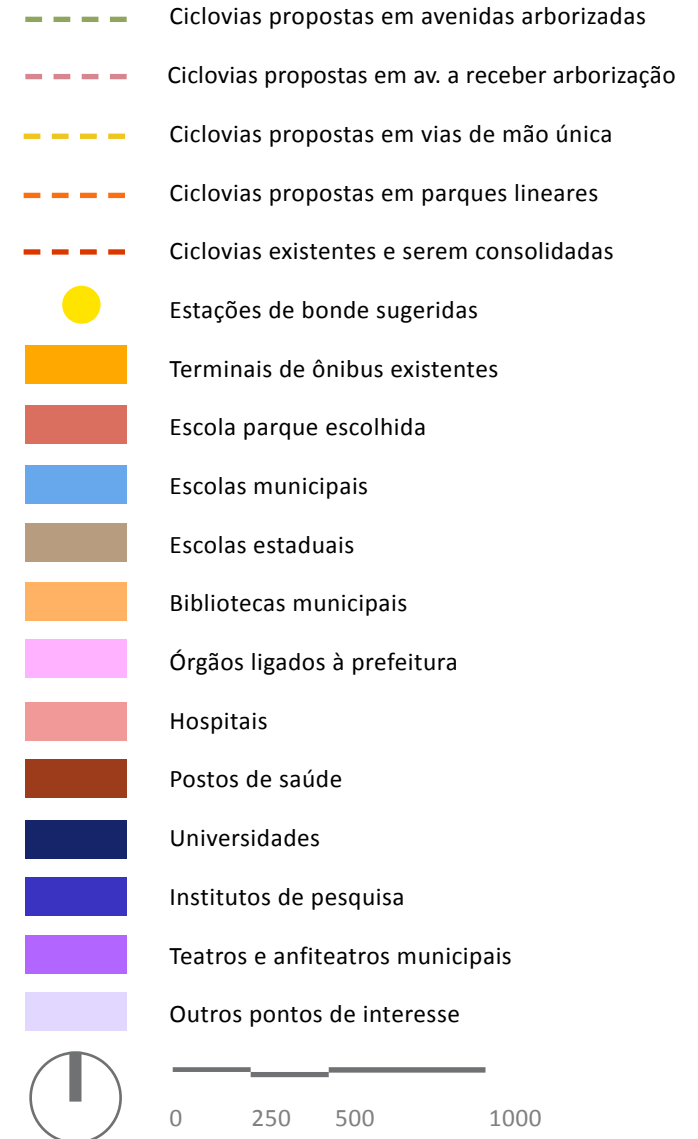 Ciclovias propostas em avenidas arborizadas
Ciclovias propostas em av. a receber arborização
Ciclovias propostas em vias de mão única
Ciclovias propostas em parques lineares
Ciclovias existentes e serem consolidadas
Estações de bonde sugeridas
Terminais de ônibus existentes
Escola parque escolhida
Escolas municipais
Escolas estaduais
Bibliotecas municipais
Órgãos ligados à prefeitura
Hospitais
Postos de saúde
Universidades
Institutos de pesquisa
Teatros e anfiteatros municipais
Outros pontos de interesse
0 250 500 1000